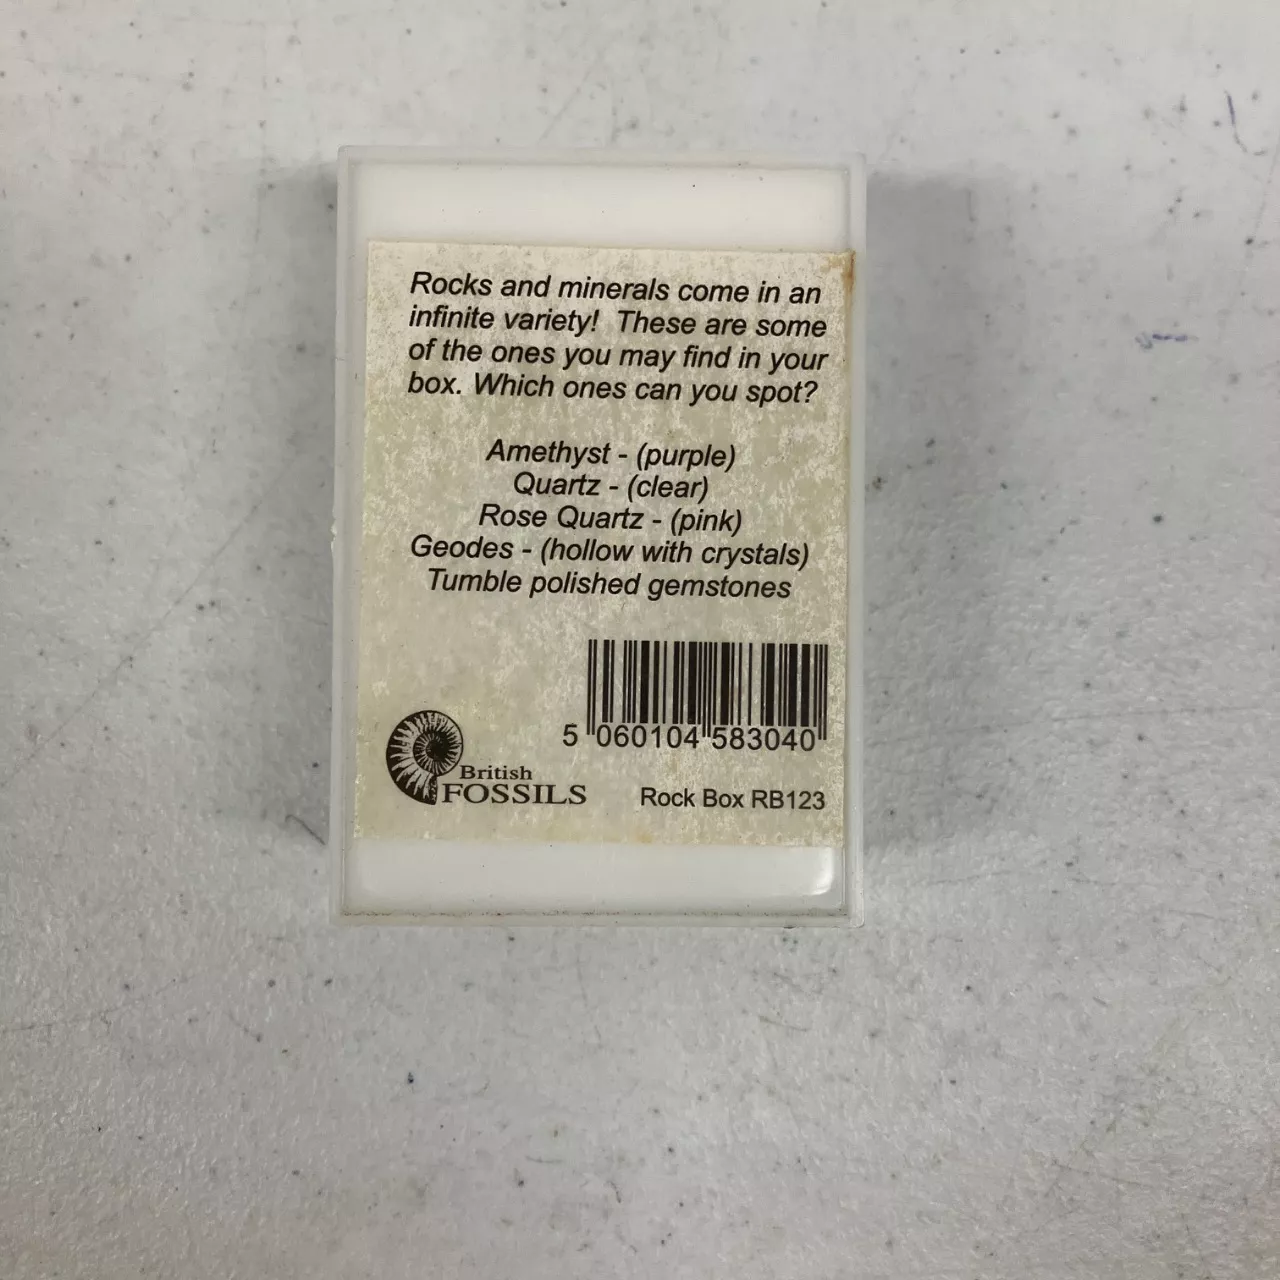 Rocks and minerals come in an
infinite variety! These are some
of the ones you may find in your
box. Which ones can you spot?
Amethyst - (purple)
Quartz - (clear)
Rose Quartz - (pink)
Geodes - (hollow with crystals)
Tumble polished gemstones
5 060104 583040
British
FOSSILS
Rock Box RB123